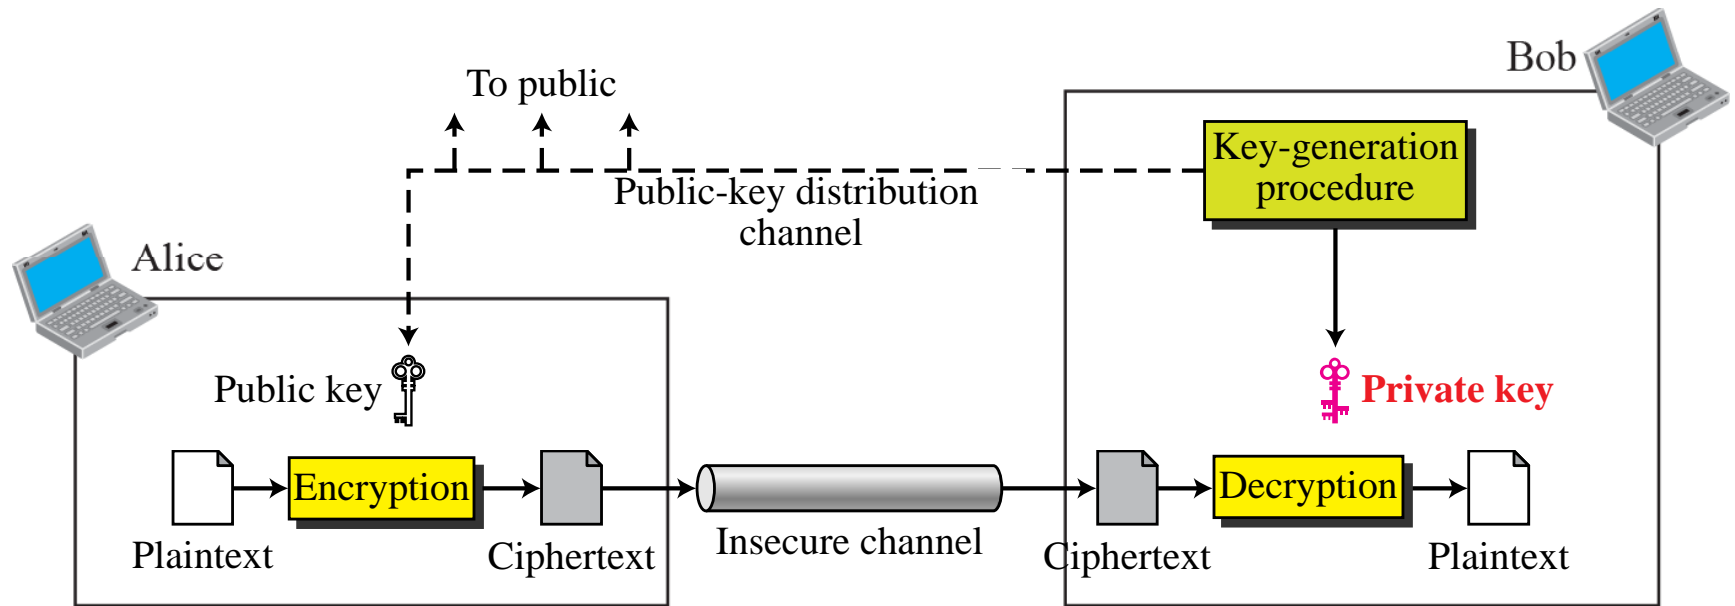 Bob
To public
Key-generation
procedure
Public-key distribution
channel
Alice
Public key
Private key
Encryption
Decryption
Plaintext
Ciphertext
Insecure channel
Ciphertext
Plaintext